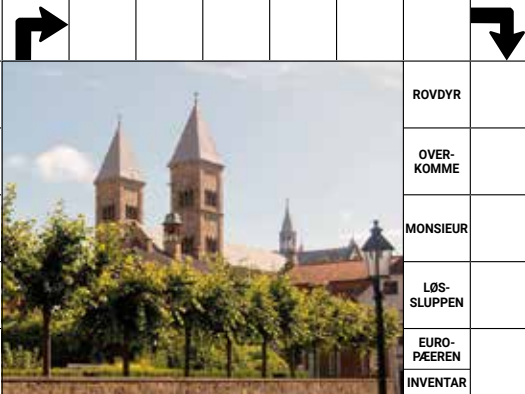 ROVDYR
OVER-
KOMME
MONSIEUR
LØS-
SLUPPEN
EURO-
PÆEREN
INVENTAR